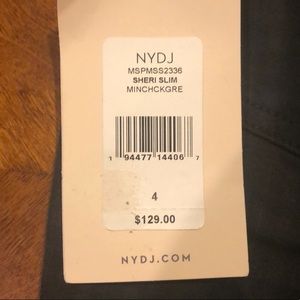 NYDJ
MSPMSS2336
SHERI SLIM
MINCHCKGRE
1 94477 14406 7
4
$129.00
NYDJ.COM